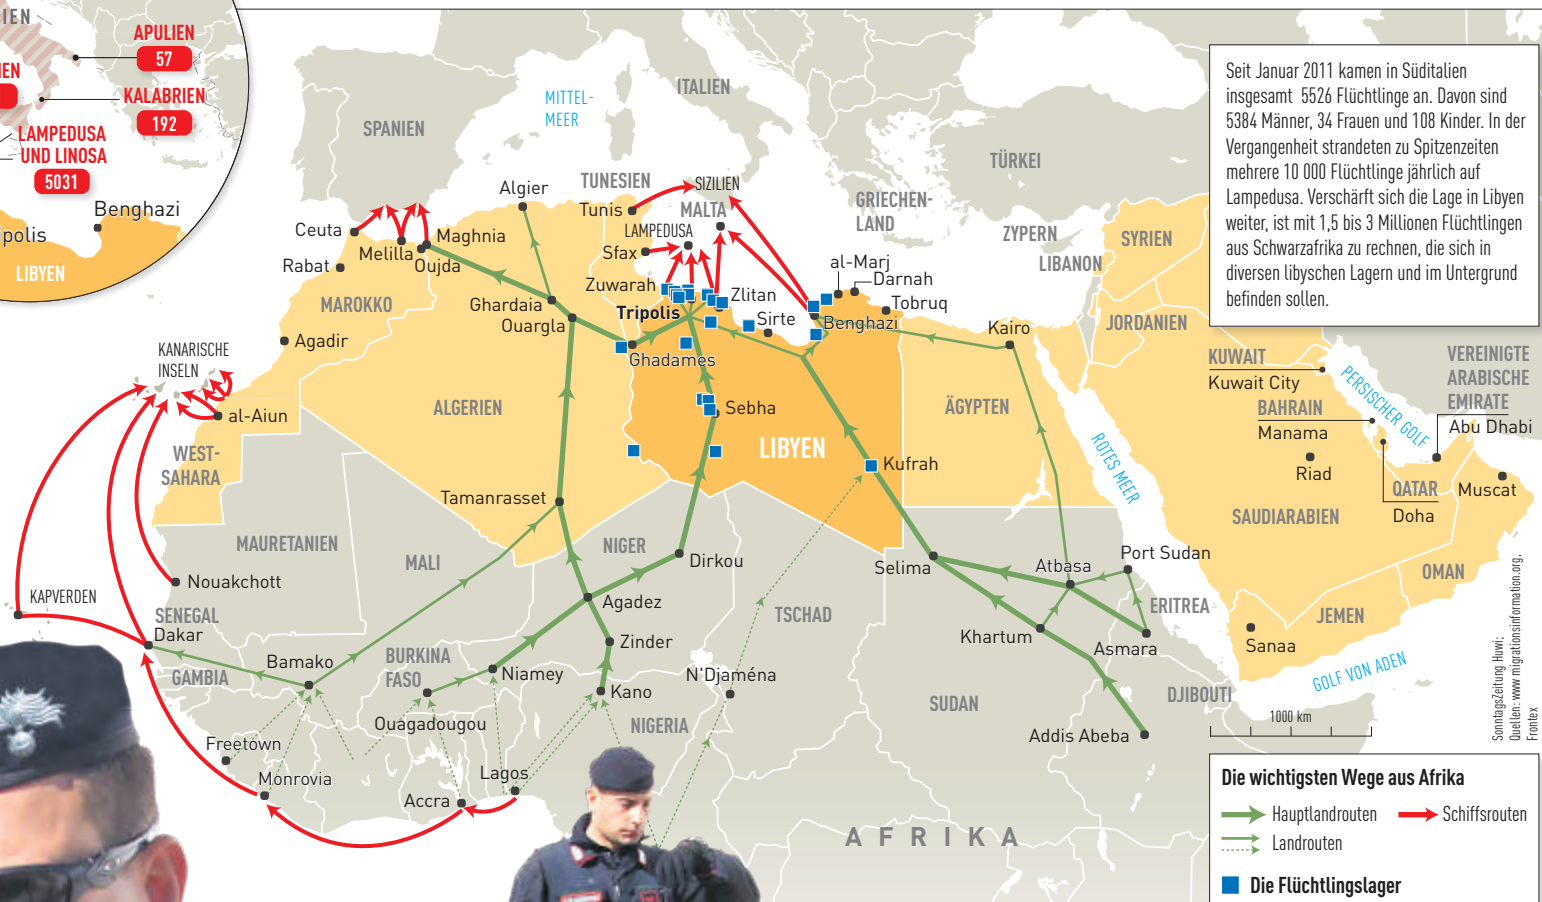 APULIEN
57
KALABRIEN
192
LAMPEDUSA
UND LINOSA
5031
Benghazi
LIBYEN
Seit Januar 2011 kamen in Süditalien
insgesamt 5526 Flüchtlinge an. Davon sind
5384 Männer, 34 Frauen und 108 Kinder. In der
Vergangenheit strandeten zu Spitzenzeiten
mehrere 10 000 Flüchtlinge jährlich auf
Lampedusa. Verschärft sich die Lage in Libyen
weiter, ist mit 1,5 bis 3 Millionen Flüchtlingen
aus Schwarzafrika zu rechnen, die sich in
diversen libyschen Lagern und im Untergrund
befinden sollen.
ITALIEN
MITTEL-
MEER
SPANIEN
TÜRKEI
TUNESIEN
SIZILIEN
Algier
Tunis
MALTA
GRIECHEN-
LAND
Ceuta
Maghnia
LAMPEDUSA
ZYPERN
SYRIEN
Melilla
Sfax
LIBANON
Rabat
Oujda
al-Marj
Darnah
Zuwarah
Zlitan
Tobruq
MAROKKO
Ghardaia
Tripolis
Sirte
Benghazi
JORDANIEN
Ouargla
Kairo
Agadir
KANARISCHE
INSELN
Ghadames
KUWAIT
Kuwait City
VEREINIGTE
ARABISCHE
EMIRATE
Abu Dhabi
PERSISCHER GOLF
BAHRAIN
Manama
al-Aiun
ALGERIEN
Sebha
ÄGYPTEN
WEST-
SAHARA
LIBYEN
ROTES MEER
Kufrah
Riad
QATAR
Doha
Muscat
Tamanrasset
SAUDIARABIEN
MAURETANIEN
MALI
NIGER
Dirkou
Selima
Atbasa
Port Sudan
OMAN
Nouakchott
KAPVERDEN
SENEGAL
Agadez
TSCHAD
ERITREA
JEMEN
Dakar
Zinder
Khartum
Asmara
Sanaa
Bamako
BURKINA
FASO
GAMBIA
Niamey
N'Djaména
Kano
GOLF VON ADEN
DJIBOUTI
SUDAN
Ouagadougou
NIGERIA
Addis Abeba
1000 km
Freetown
Monrovia
Lagos
Accra
AFRIKA
SonntagsZeitung Huwi;
Quellen: www migrationsinformation.org,
Frontex
Die wichtigsten Wege aus Afrika
Hauptlandrouten
Schiffsrouten
Landrouten
Die Flüchtlingslager